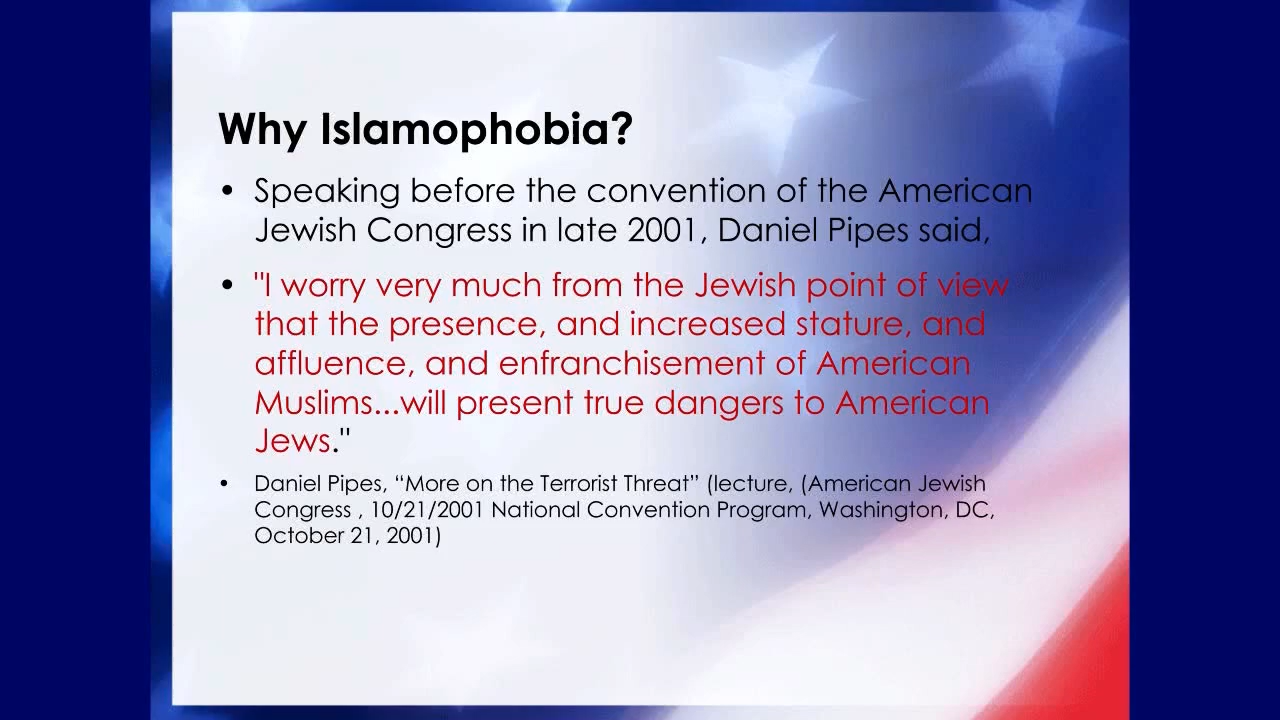 Why Islamophobia?
• Speaking before the convention of the American
Jewish Congress in late 2001, Daniel Pipes said,
• "I worry very much from the Jewish point of view
that the presence, and increased stature, and
affluence, and enfranchisement of American
Muslims...will present true dangers to American
Jews."
• Daniel Pipes, “More on the Terrorist Threat” (lecture, (American Jewish
Congress , 10/21/2001 National Convention Program, Washington, DC,
October 21, 2001)